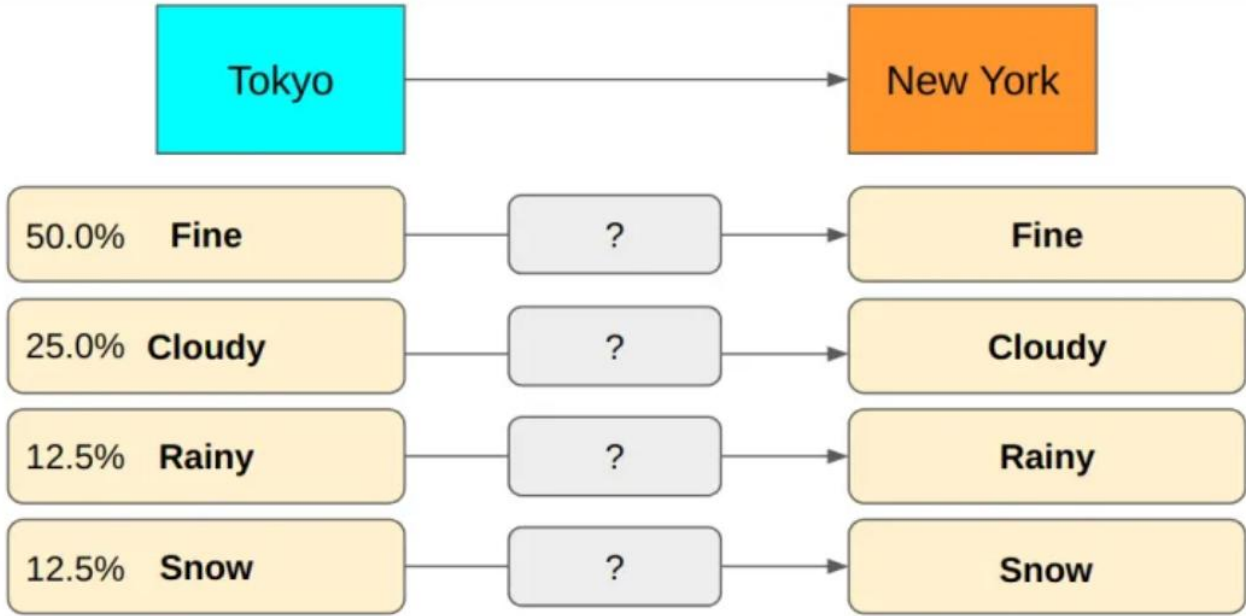 Tokyo
New York
50.0% Fine
?
Fine
25.0% Cloudy
?
Cloudy
12.5% Rainy
?
Rainy
12.5% Snow
?
Snow